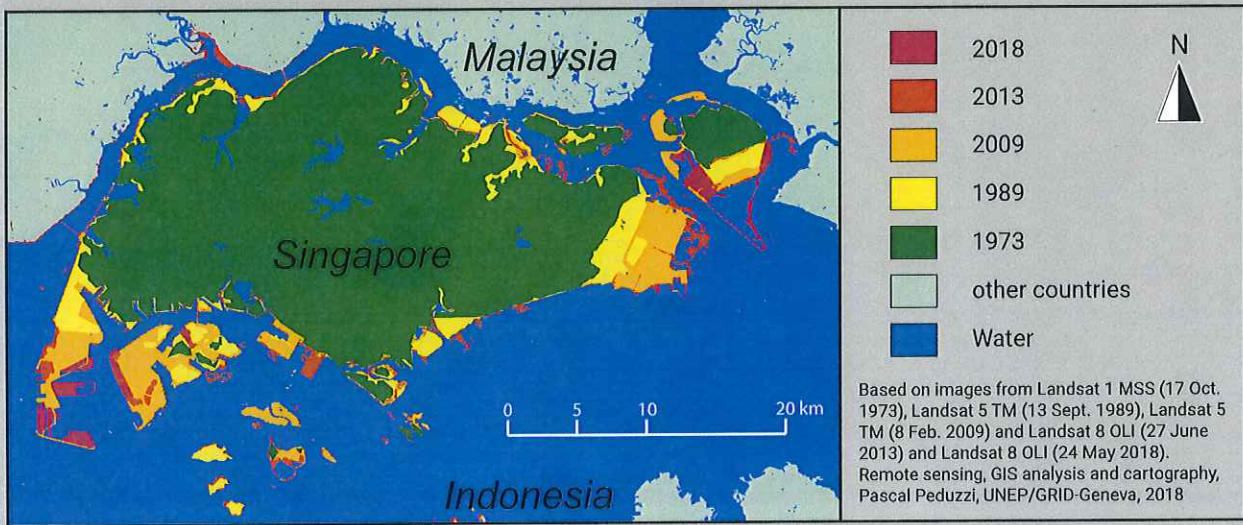 Malaysia
Singapore
Indonesia
0 5 10 20 km
2018
2013
2009
1989
1973
other countries
Water
N
Based on images from Landsat 1 MSS (17 Oct.
1973), Landsat 5 TM (13 Sept. 1989), Landsat 5
TM (8 Feb. 2009) and Landsat 8 OLI (27 June
2013) and Landsat 8 OLI (24 May 2018).
Remote sensing, GIS analysis and cartography,
Pascal Peduzzi, UNEP/GRID-Geneva, 2018